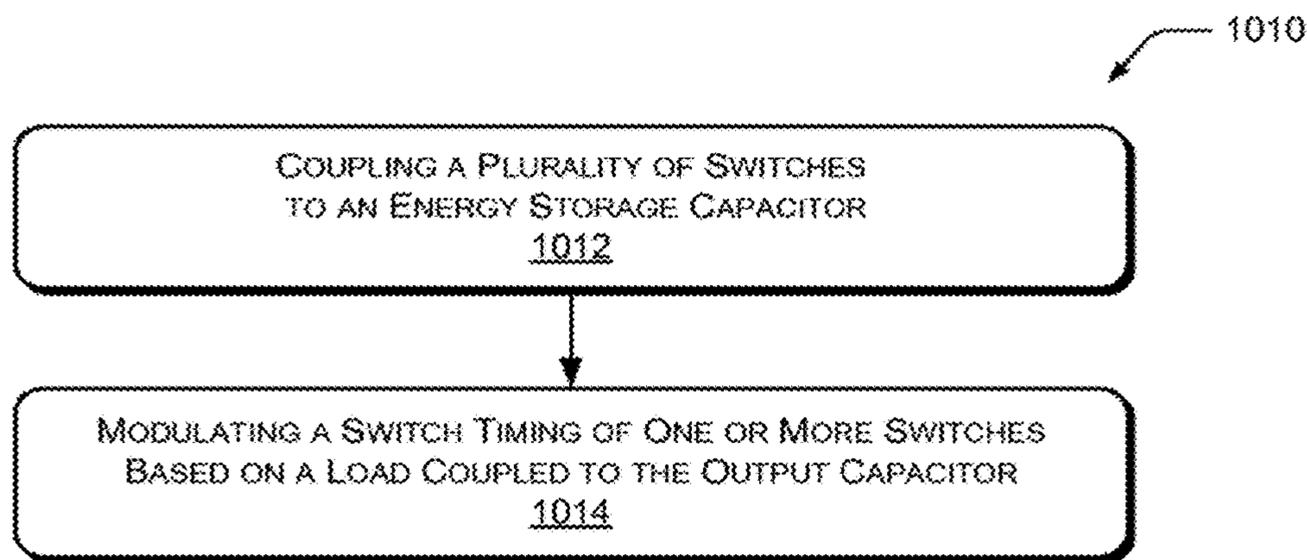 1010
COUPLING A PLURALITY OF SWITCHES
TO AN ENERGY STORAGE CAPACITOR
1012
MODULATING A SWITCH TIMING OF ONE OR MORE SWITCHES
BASED ON A LOAD COUPLED TO THE OUTPUT CAPACITOR
1014